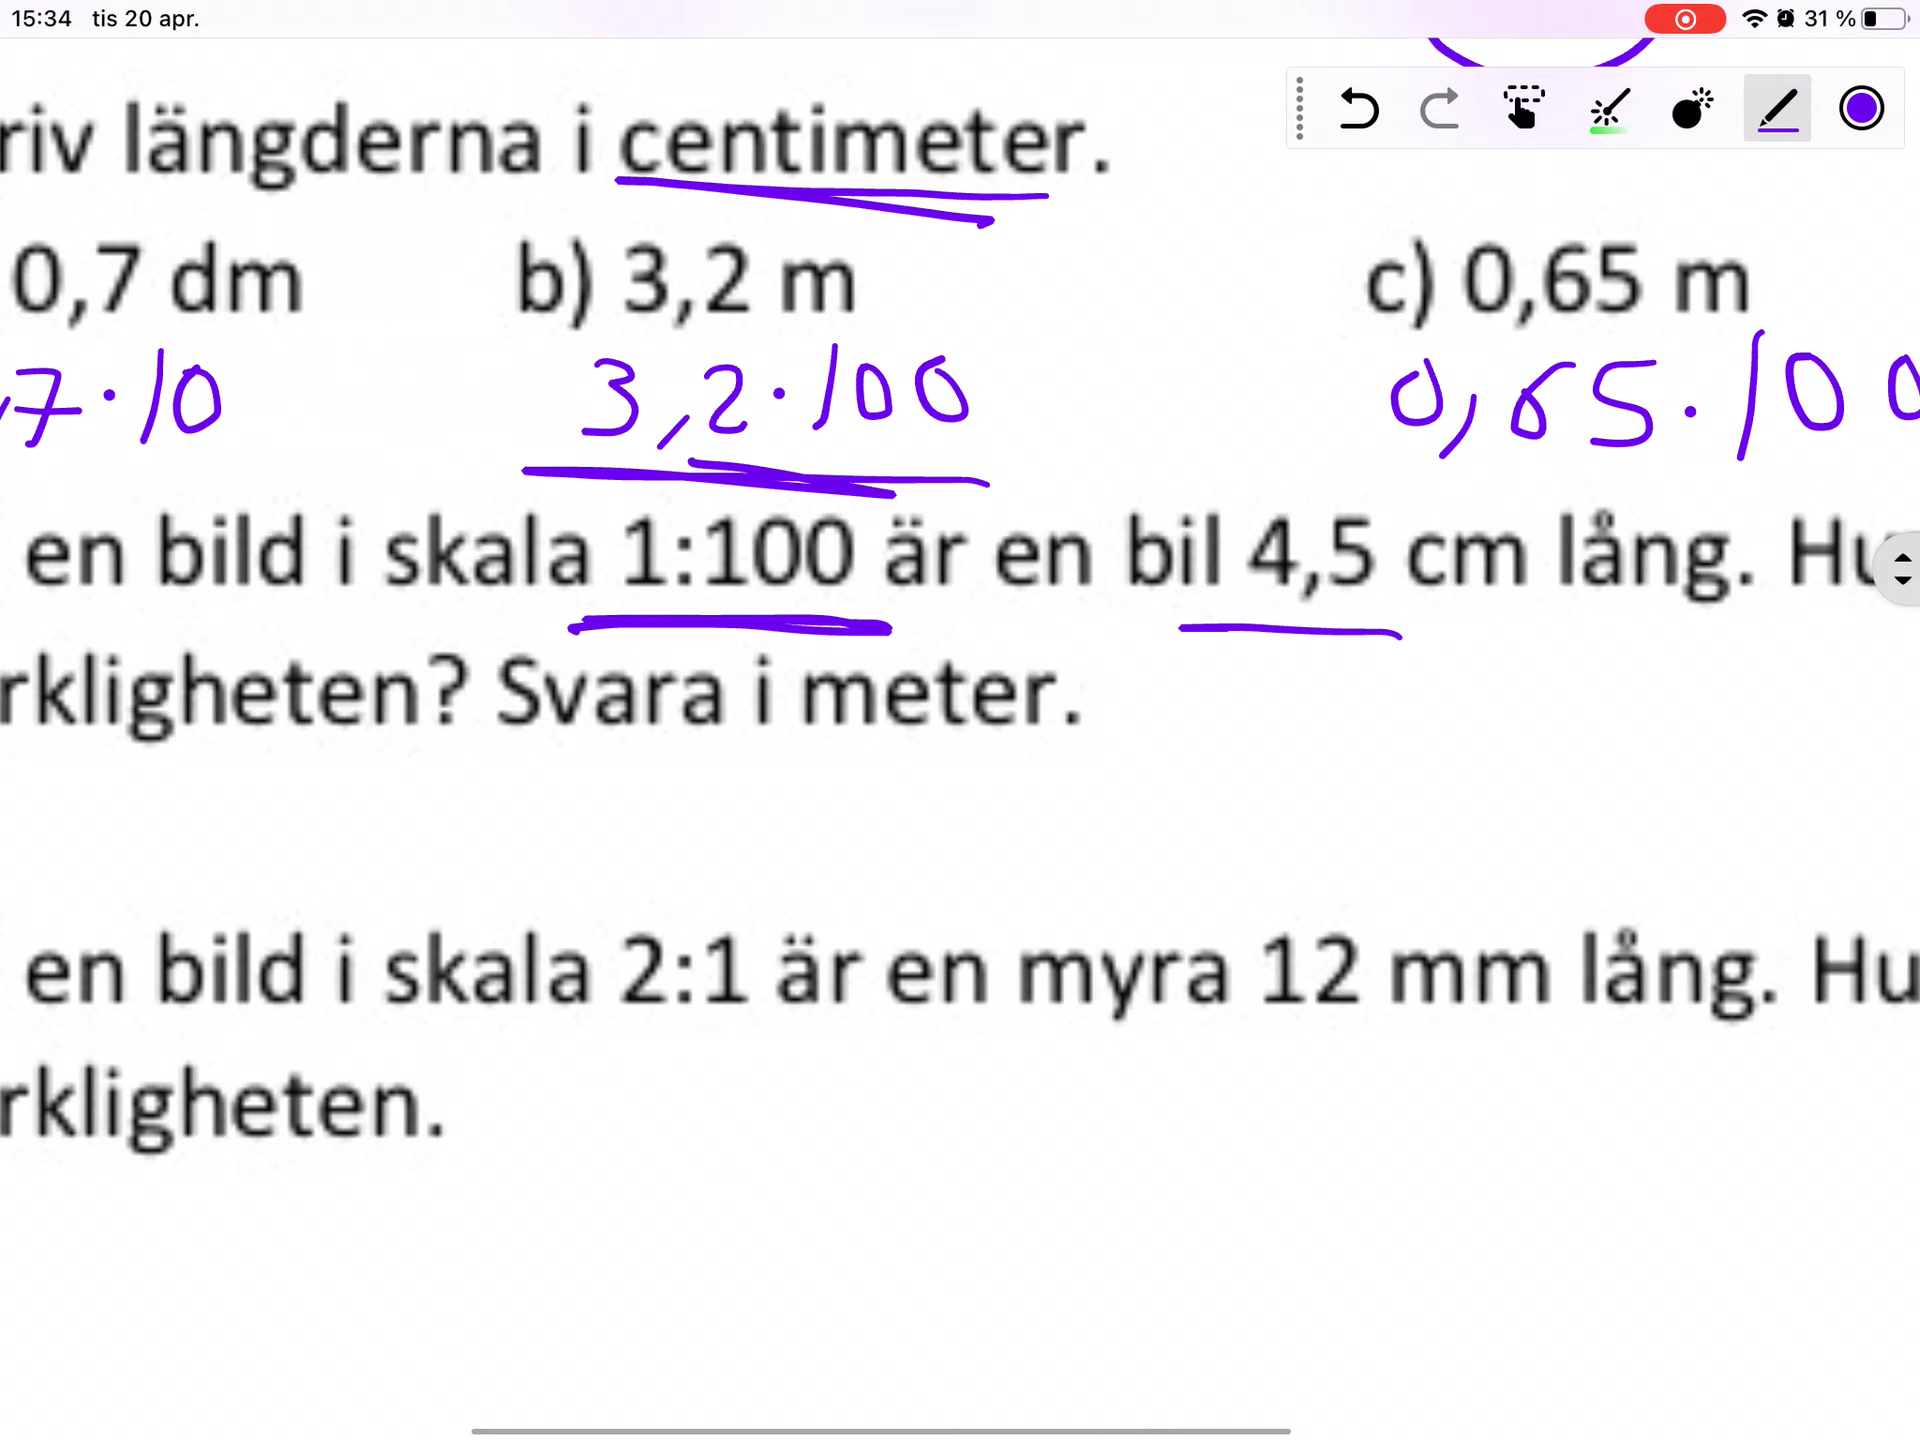 15:34 tis 20 apr. 31 %
riv längderna i centimeter.
0,7 dm b) 3,2 m c) 0,65 m
,7·10 3,2·100 0,65·100
en bild i skala 1:100 är en bil 4,5 cm lång. Hu
rkligheten? Svara i meter.
en bild i skala 2:1 är en myra 12 mm lång. Hu
rkligheten.